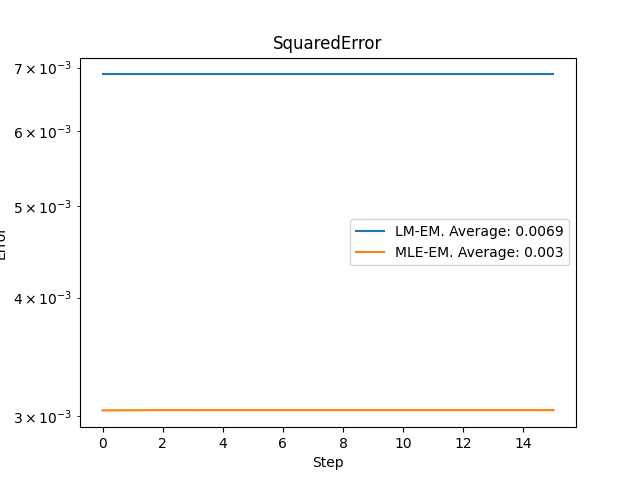 SquaredError
7 × 10⁻³
6 × 10⁻³
5 × 10⁻³
4 × 10⁻³
3 × 10⁻³
Error
LM-EM. Average: 0.0069
MLE-EM. Average: 0.003
0 2 4 6 8 10 12 14
Step